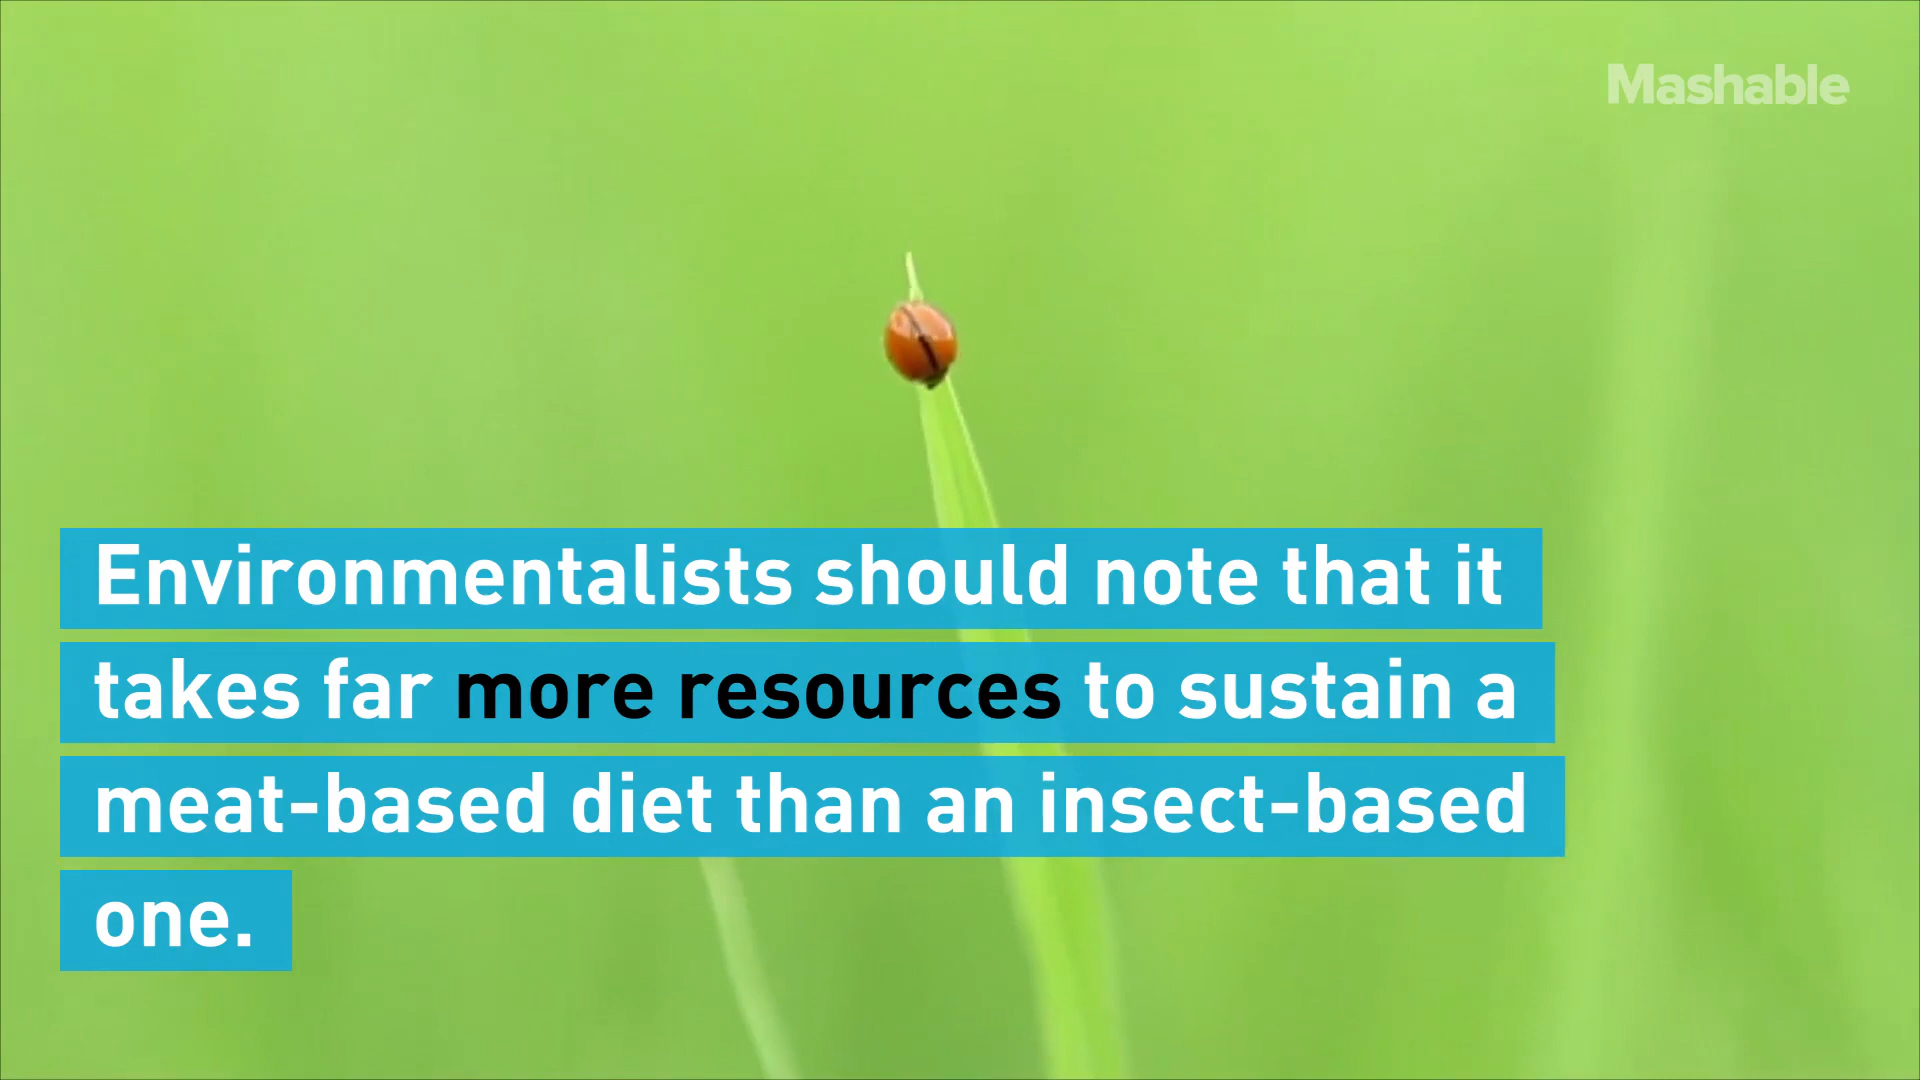 Mashable
Environmentalists should note that it
takes far more resources to sustain a
meat-based diet than an insect-based
one.